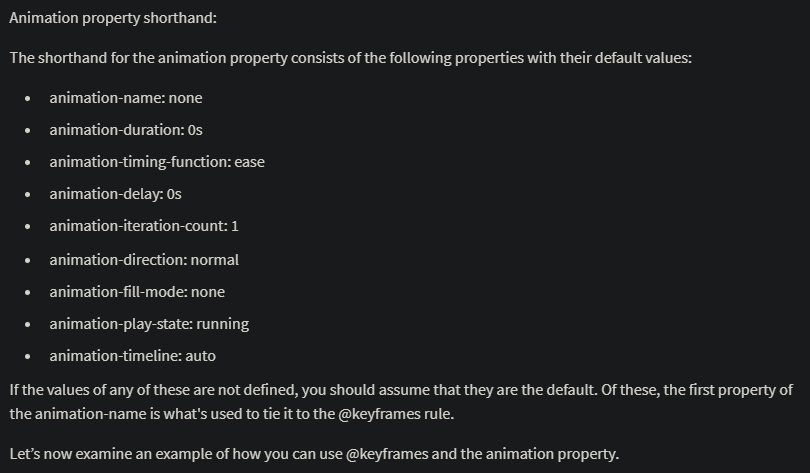 Animation property shorthand:
The shorthand for the animation property consists of the following properties with their default values:
• animation-name: none
• animation-duration: 0s
• animation-timing-function: ease
• animation-delay: 0s
• animation-iteration-count: 1
• animation-direction: normal
• animation-fill-mode: none
• animation-play-state: running
• animation-timeline: auto
If the values of any of these are not defined, you should assume that they are the default. Of these, the first property of
the animation-name is what's used to tie it to the @keyframes rule.
Let’s now examine an example of how you can use @keyframes and the animation property.